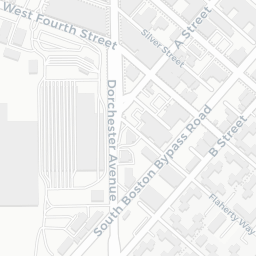 West Fourth Street
Silver Street
A Street
Dorchester Avenue
South Boston Bypass Road
B Street
Flaherty Way